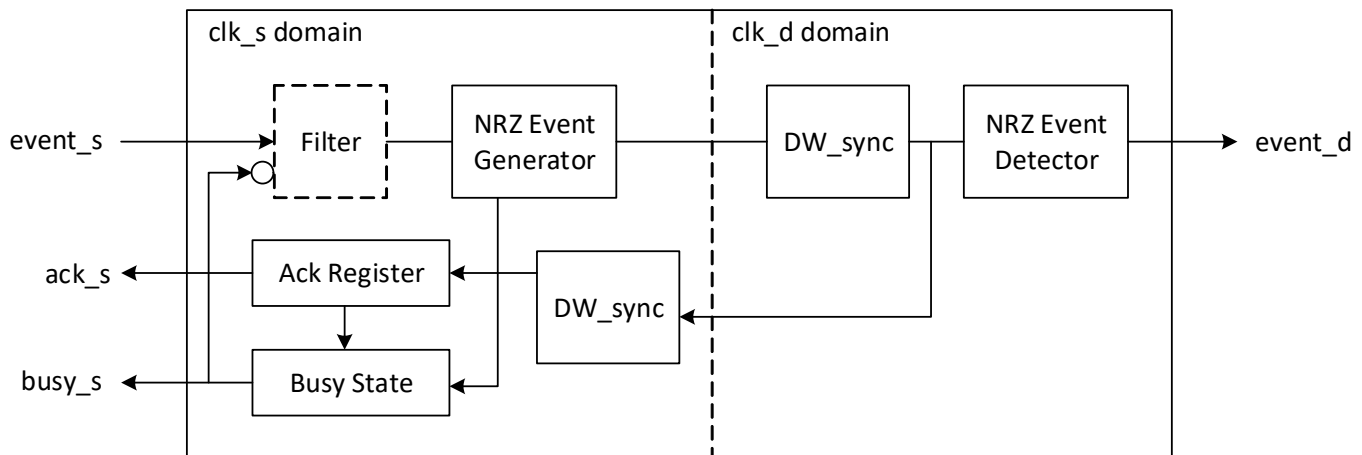 clk_s domain
clk_d domain
event_s
Filter
NRZ Event
Generator
DW_sync
NRZ Event
Detector
event_d
ack_s
Ack Register
DW_sync
busy_s
Busy State